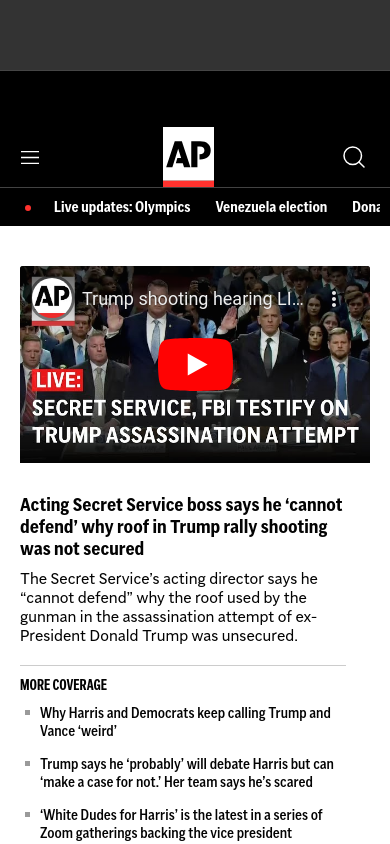 AP
Live updates: Olympics Venezuela election Dona
AP Trump shooting hearing LI...
LIVE:
SECRET SERVICE, FBI TESTIFY ON
TRUMP ASSASSINATION ATTEMPT
Acting Secret Service boss says he ‘cannot
defend’ why roof in Trump rally shooting
was not secured
The Secret Service’s acting director says he
“cannot defend” why the roof used by the
gunman in the assassination attempt of ex-
President Donald Trump was unsecured.
MORE COVERAGE
Why Harris and Democrats keep calling Trump and
Vance ‘weird’
Trump says he ‘probably’ will debate Harris but can
‘make a case for not.’ Her team says he’s scared
‘White Dudes for Harris’ is the latest in a series of
Zoom gatherings backing the vice president